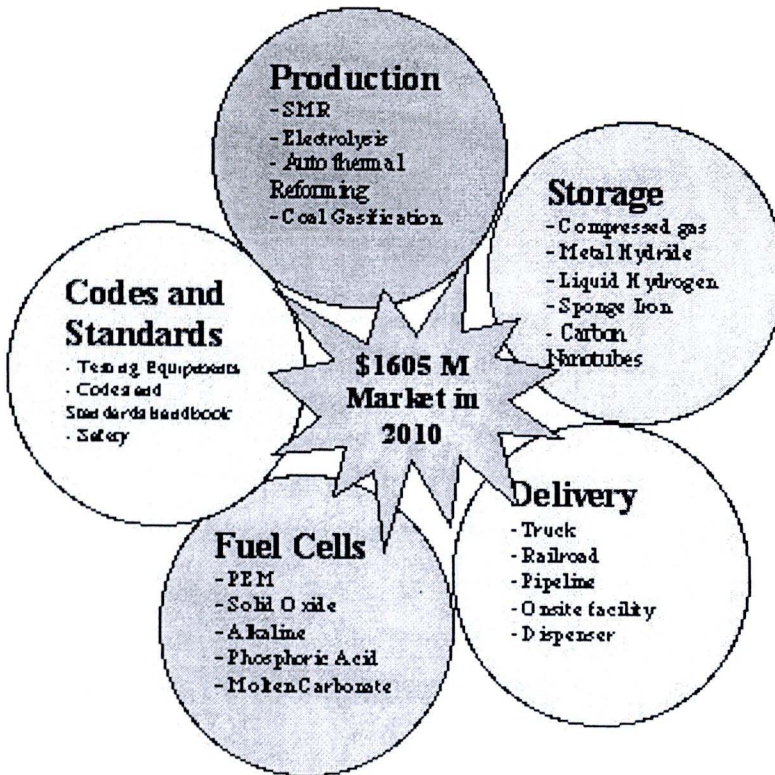 Production
- SMR
- Electrolysis
- Auto thermal
Reforming
- Coal Gasification
Storage
- Compressed gas
- Metal Hydride
- Liquid Hydrogen
- Sponge Iron
- Carbon
Nanotubes
Codes and
Standards
- Testing Equipments
- Codes and
Standards handbook
- Safety
$1605 M
Market in
2010
Delivery
- Truck
- Railroad
- Pipeline
- Onsite facility
- Dispenser
Fuel Cells
- PEM
- Solid Oxide
- Alkaline
- Phosphoric Acid
- Molten Carbonate